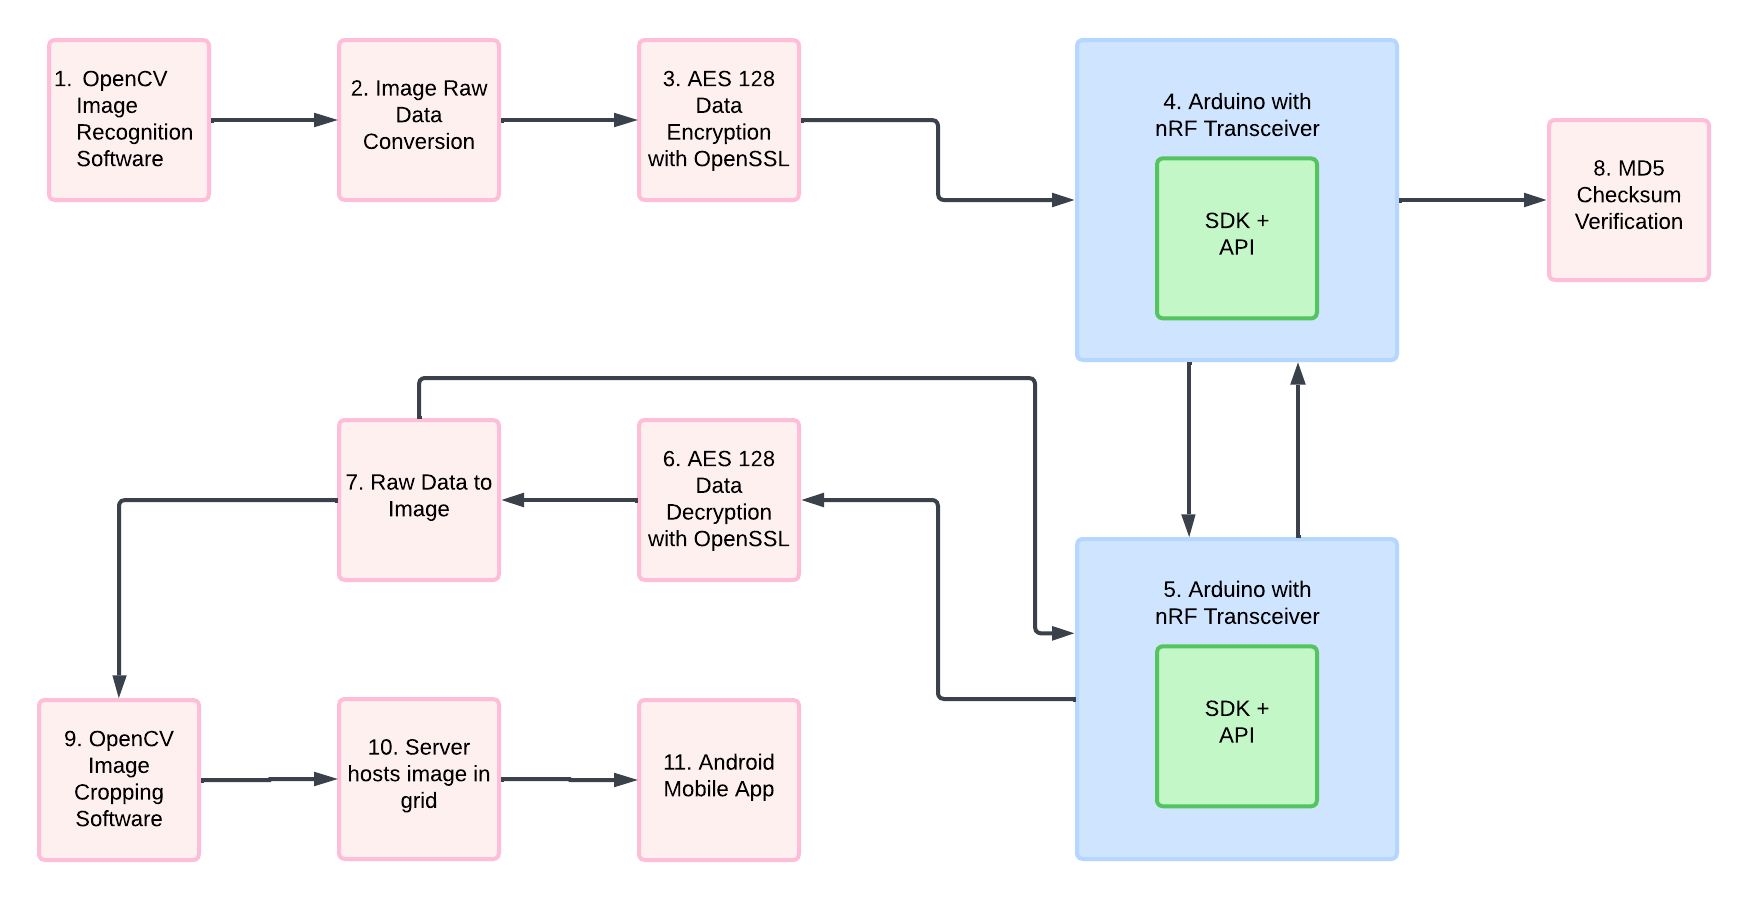 1. OpenCV
Image
Recognition
Software
2. Image Raw
Data
Conversion
3. AES 128
Data
Encryption
with OpenSSL
4. Arduino with
nRF Transceiver
SDK +
API
8. MD5
Checksum
Verification
7. Raw Data to
Image
6. AES 128
Data
Decryption
with OpenSSL
5. Arduino with
nRF Transceiver
SDK +
API
9. OpenCV
Image
Cropping
Software
10. Server
hosts image in
grid
11. Android
Mobile App